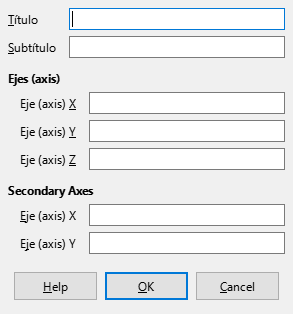 Título
Subtítulo
Ejes (axis)
Eje (axis) X
Eje (axis) Y
Eje (axis) Z
Secondary Axes
Eje (axis) X
Eje (axis) Y
Help OK Cancel